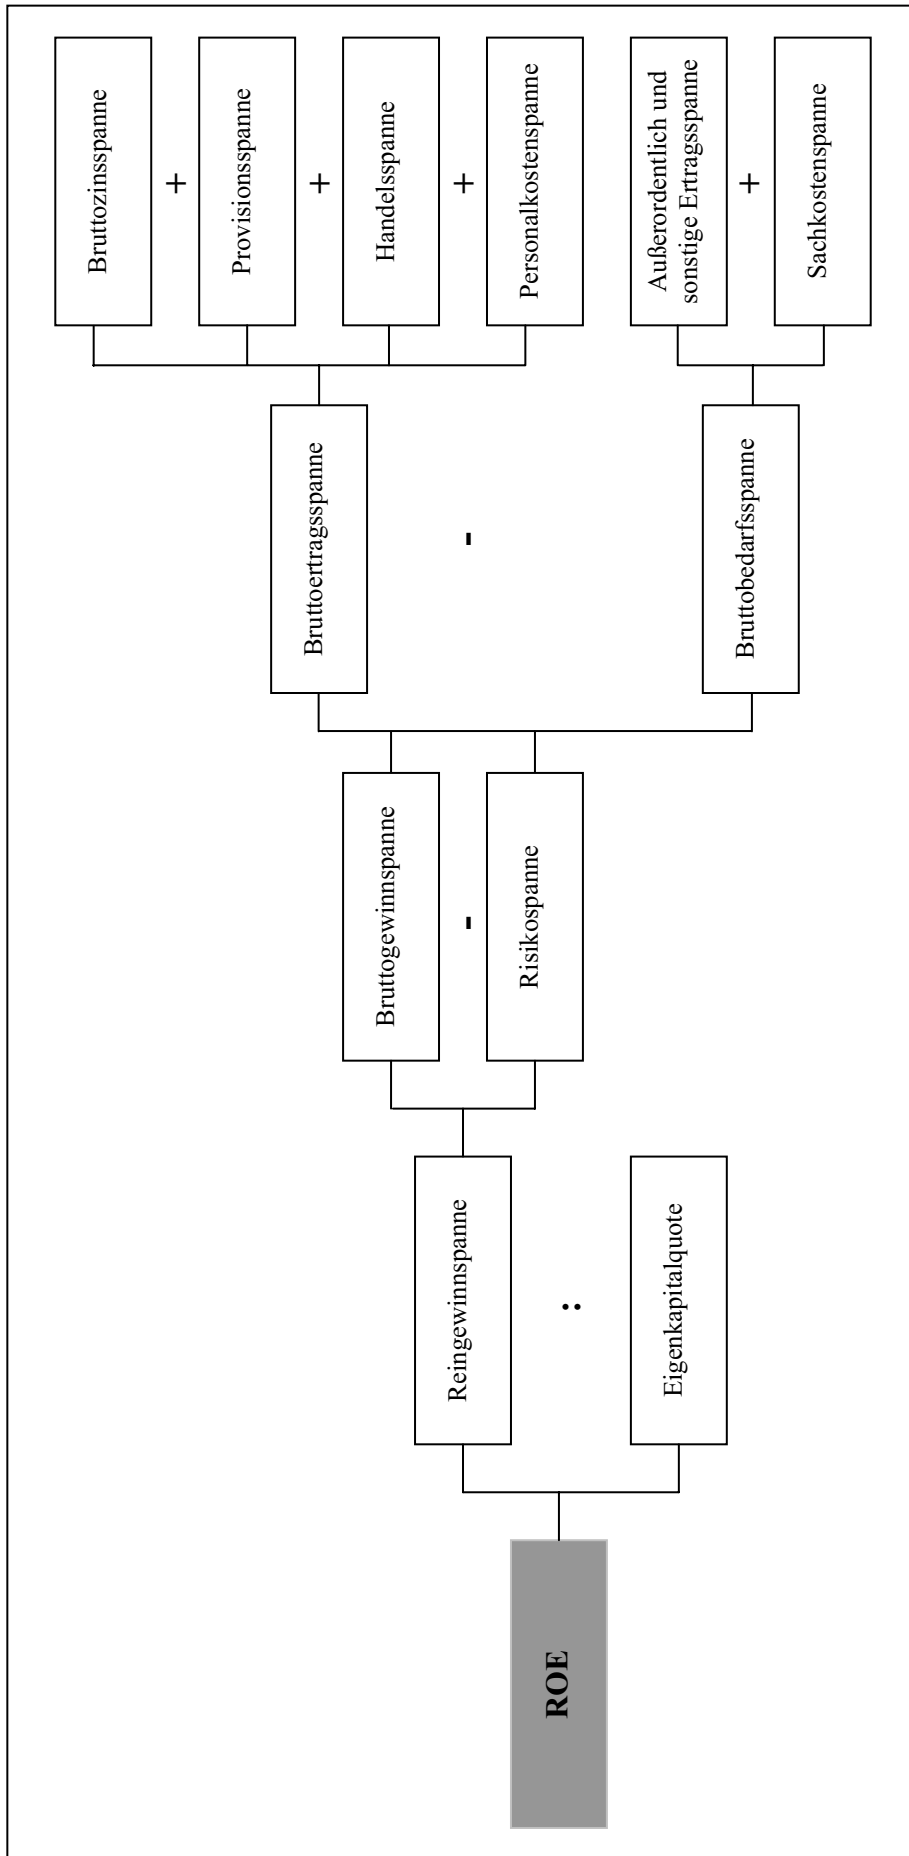 ROE
Reingewinnspanne
:
Eigenkapitalquote
Bruttogewinnspanne
-
Risikospanne
Bruttoertragsspanne
-
Bruttobedarfsspanne
Bruttozinsspanne
+
Provisionsspanne
+
Handelsspanne
+
Personalkostenspanne
Außerordentlich und
sonstige Ertragsspanne
+
Sachkostenspanne